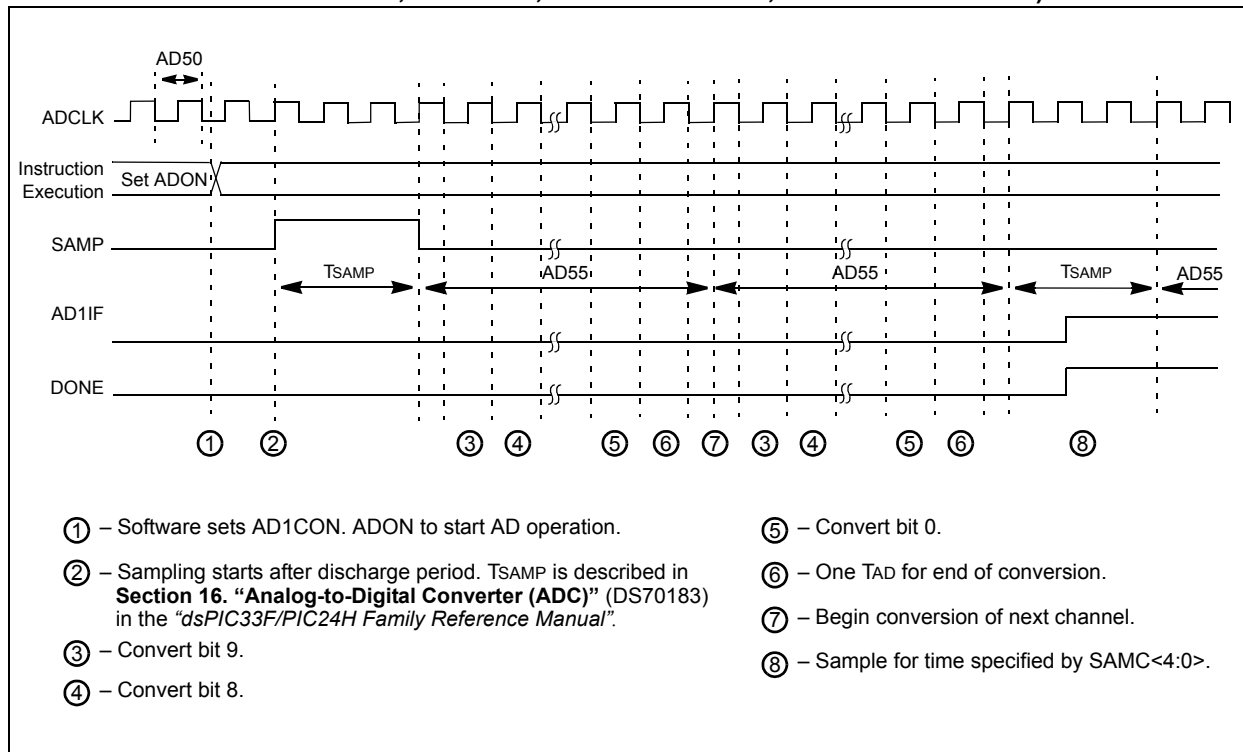 AD50
ADCLK
Instruction
Execution
Set ADON
SAMP
TSAMP
AD55
AD55
TSAMP
AD55
AD1IF
DONE
1 2 3 4 5 6 7 3 4 5 6 8
1 – Software sets AD1CON. ADON to start AD operation.
2 – Sampling starts after discharge period. TSAMP is described in
Section 16. “Analog-to-Digital Converter (ADC)” (DS70183)
in the “dsPIC33F/PIC24H Family Reference Manual”.
3 – Convert bit 9.
4 – Convert bit 8.
5 – Convert bit 0.
6 – One TAD for end of conversion.
7 – Begin conversion of next channel.
8 – Sample for time specified by SAMC<4:0>.